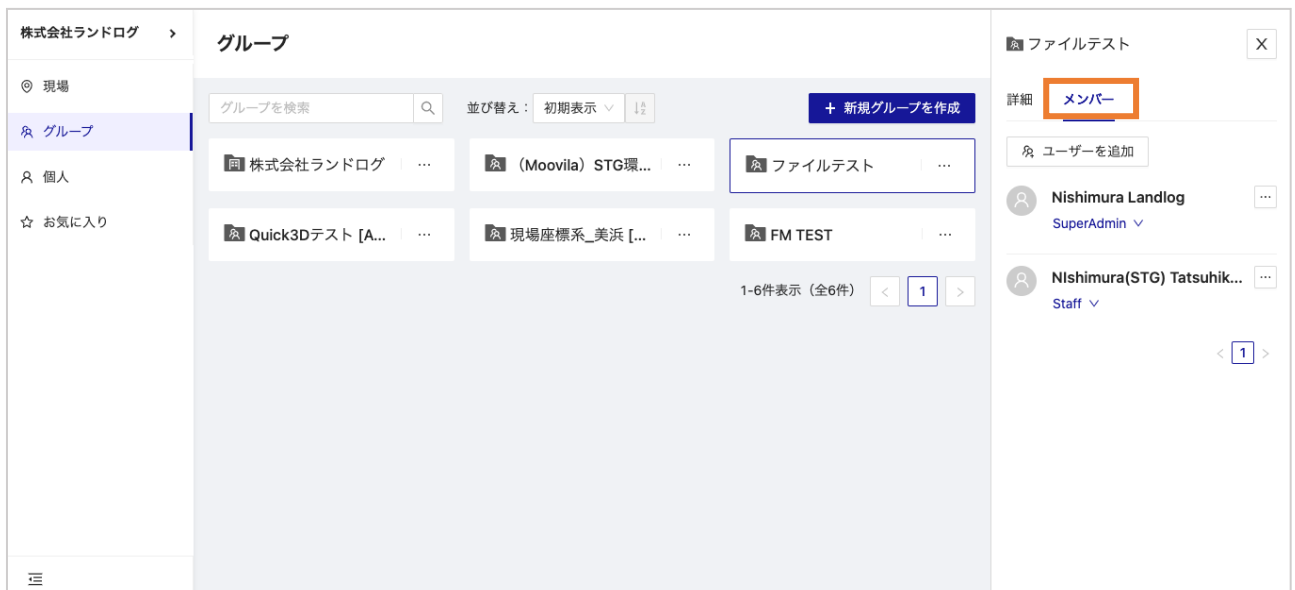 株式会社ランドログ
現場
グループ
個人
お気に入り
グループ
グループを検索
並び替え： 初期表示
+ 新規グループを作成
株式会社ランドログ ...
（Moovila）STG環... ...
ファイルテスト ...
Quick3Dテスト [A... ...
現場座標系_美浜 [... ...
FM TEST ...
1-6件表示（全6件） < 1 >
ファイルテスト X
詳細 メンバー
ユーザーを追加
Nishimura Landlog ...
SuperAdmin
NIshimura(STG) Tatsuhik... ...
Staff
< 1 >